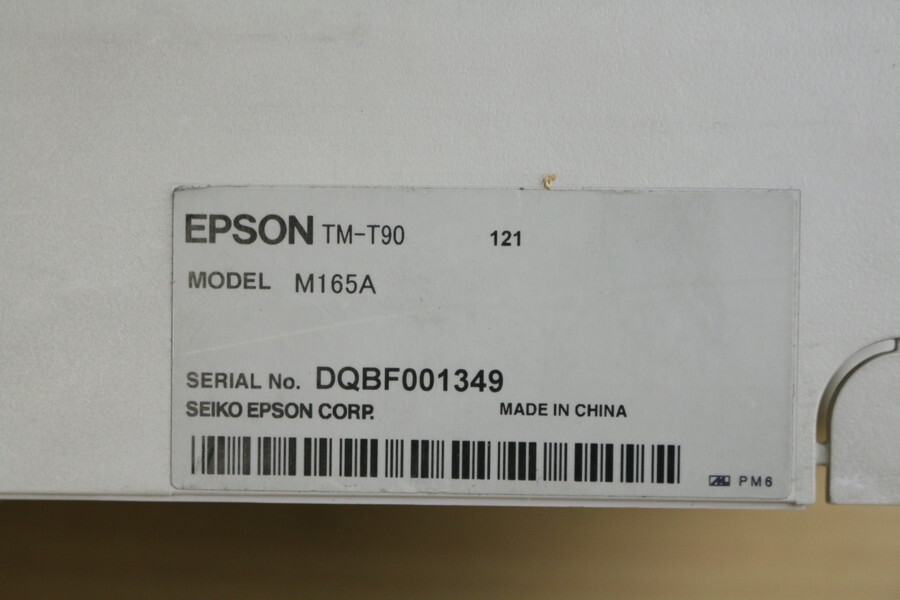 EPSON TM-T90 121
MODEL M165A
SERIAL No. DQBF001349
SEIKO EPSON CORP. MADE IN CHINA
PM6